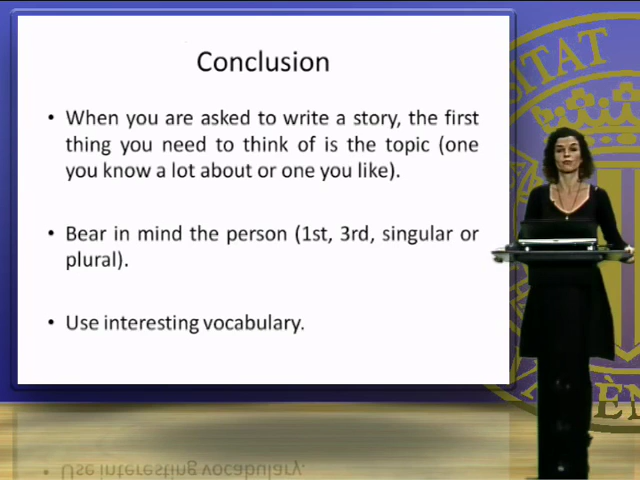 Conclusion
• When you are asked to write a story, the first
thing you need to think of is the topic (one
you know a lot about or one you like).
• Bear in mind the person (1st, 3rd, singular or
plural).
• Use interesting vocabulary.